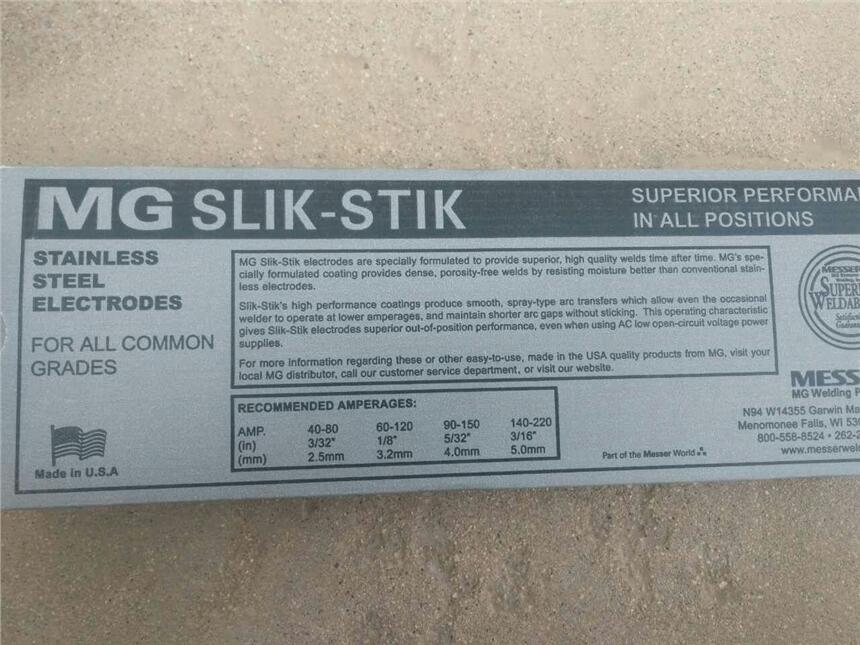 MG SLIK-STIK
SUPERIOR PERFORMA
IN ALL POSITIONS
STAINLESS
STEEL
ELECTRODES
FOR ALL COMMON
GRADES
Made in U.S.A
MG Slik-Stik electrodes are specially formulated to provide superior, high quality welds time after time. MG's spe-
cially formulated coating provides dense, porosity-free welds by resisting moisture better than conventional stain-
less electrodes.
Slik-Stik's high performance coatings produce smooth, spray-type arc transfers which allow even the occasional
welder to operate at lower amperages, and maintain shorter arc gaps without sticking. This operating characteristic
gives Slik-Stik electrodes superior out-of-position performance, even when using AC low open-circuit voltage power
supplies.
For more information regarding these or other easy-to-use, made in the USA quality products from MG, visit your
local MG distributor, call our customer service department, or visit our website.
RECOMMENDED AMPERAGES:
AMP. 40-80 60-120 90-150 140-220
(in) 3/32" 1/8" 5/32" 3/16"
(mm) 2.5mm 3.2mm 4.0mm 5.0mm
Part of the Messer World
MESSER
SUPER
WELDAB
MESS
MG Welding P
N94 W14355 Garwin Ma
Menomonee Falls, WI 530
800-558-8524 • 262-2
www.messerwel